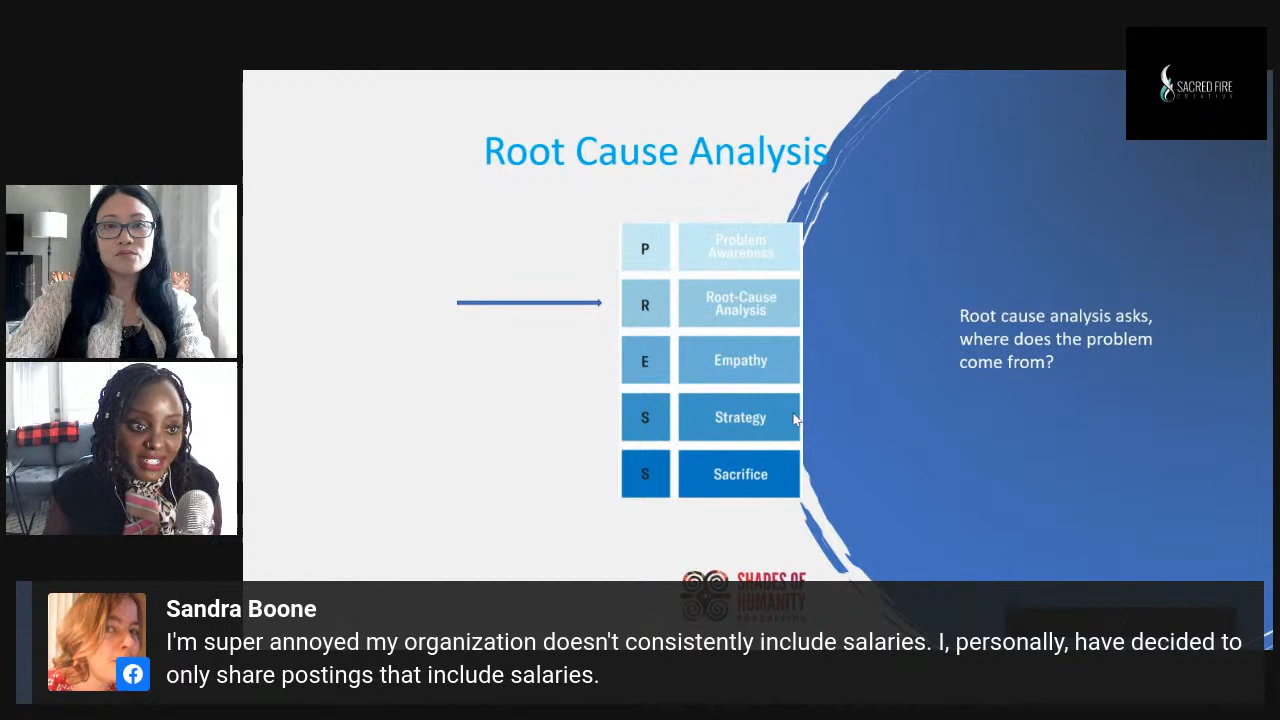 SACRED FIRE
CREATIVE
Root Cause Analysis
P
Problem
Awareness
R
Root-Cause
Analysis
E
Empathy
S
Strategy
S
Sacrifice
Root cause analysis asks,
where does the problem
come from?
SHADES OF
HUMANITY
CONSULTING
Sandra Boone
I'm super annoyed my organization doesn't consistently include salaries. I, personally, have decided to
only share postings that include salaries.